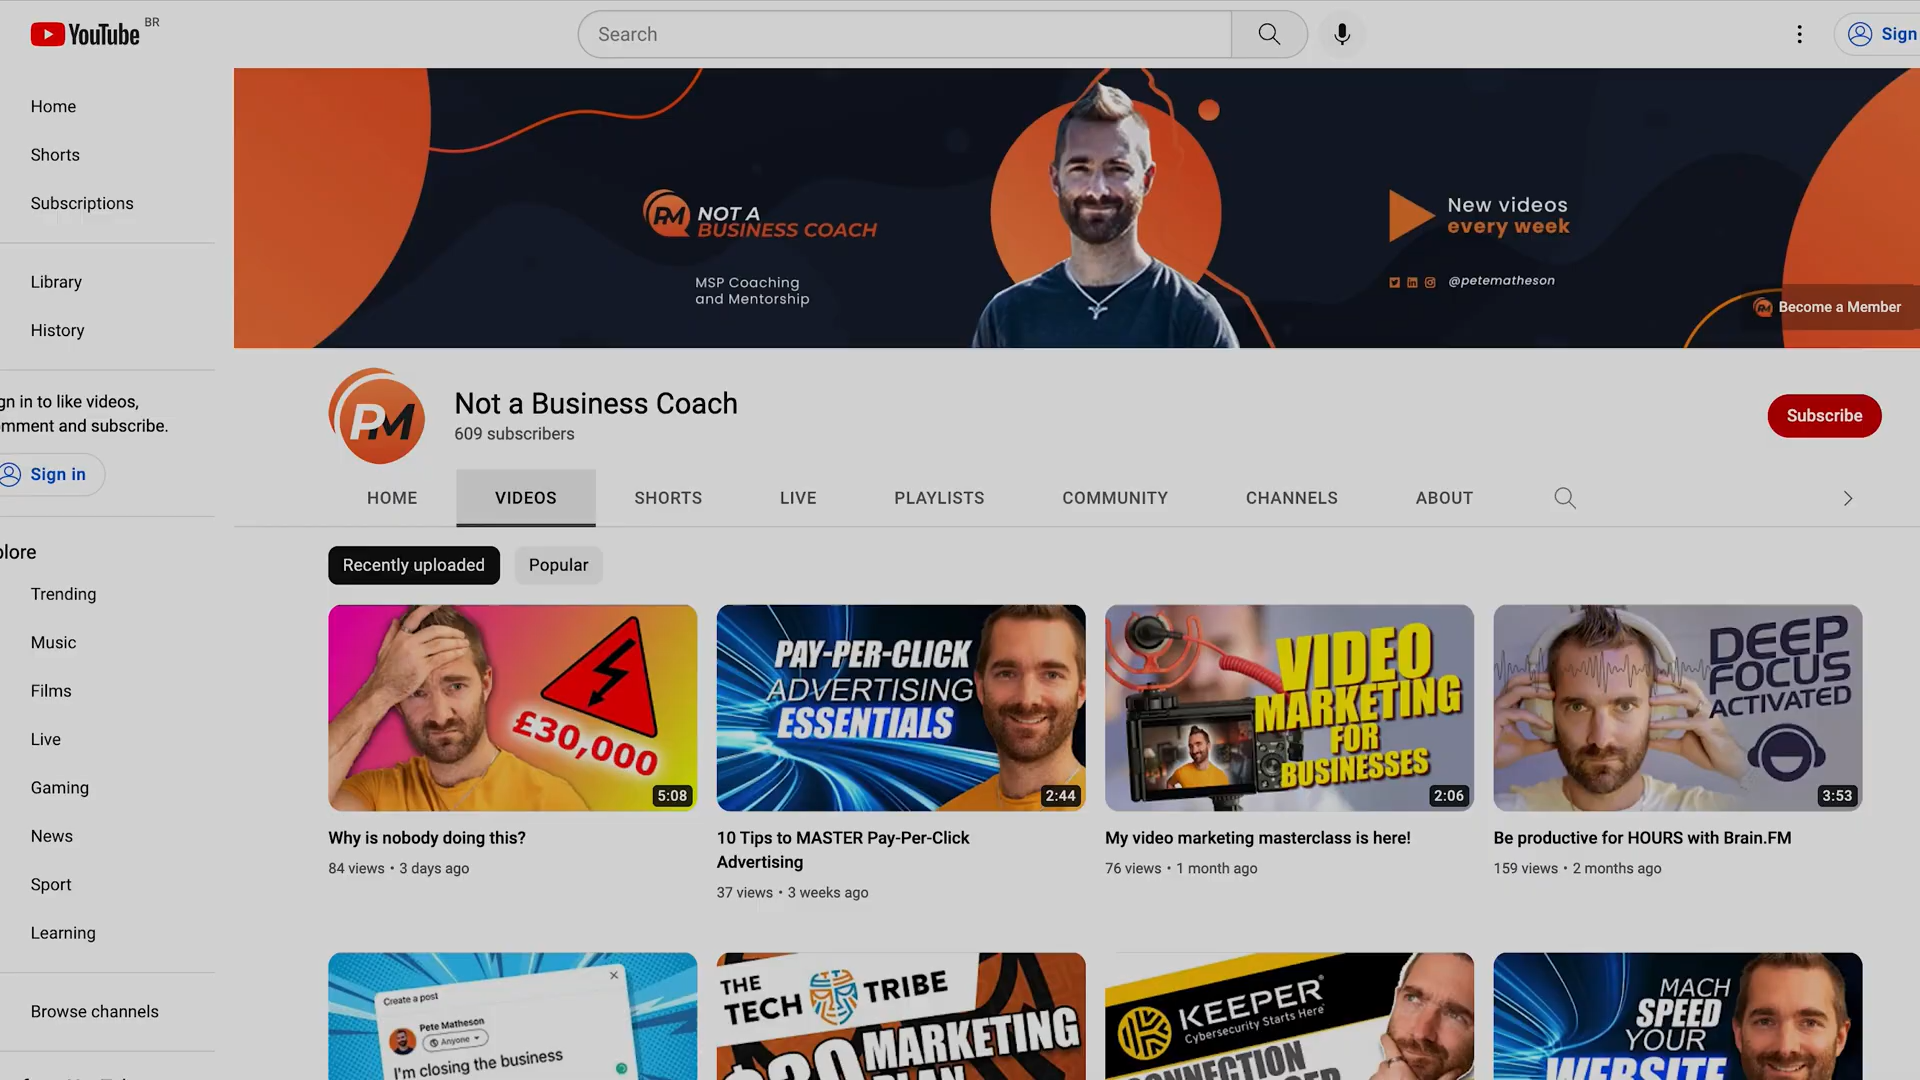 YouTube BR
Search
Sign
Home
Shorts
Subscriptions
Library
History
gn in to like videos,
mment and subscribe.
Sign in
lore
Trending
Music
Films
Live
Gaming
News
Sport
Learning
Browse channels
PM NOT A
BUSINESS COACH
MSP Coaching
and Mentorship
New videos
every week
@petematheson
Become a Member
PM
Not a Business Coach
609 subscribers
Subscribe
HOME VIDEOS SHORTS LIVE PLAYLISTS COMMUNITY CHANNELS ABOUT
Recently uploaded Popular
£30,000
5:08
Why is nobody doing this?
84 views • 3 days ago
PAY-PER-CLICK
ADVERTISING
ESSENTIALS
2:44
10 Tips to MASTER Pay-Per-Click
Advertising
37 views • 3 weeks ago
VIDEO
MARKETING
FOR
BUSINESSES
2:06
My video marketing masterclass is here!
76 views • 1 month ago
DEEP
FOCUS
ACTIVATED
3:53
Be productive for HOURS with Brain.FM
159 views • 2 months ago
Create a post
Pete Matheson
Anyone
I'm closing the business
THE
TECH TRIBE
$30 MARKETING
PLAN
KEEPER
Cybersecurity Starts Here
MACH
SPEED
YOUR
WEBSITE